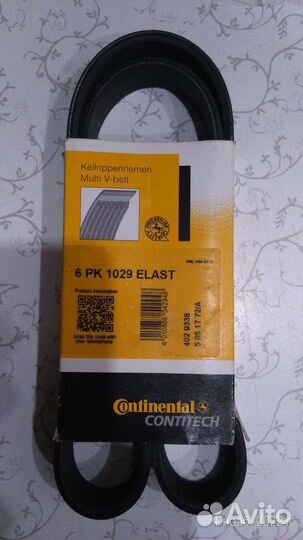 Keilrippenriemen
Multi V-belt
PREMIUM
6 PK 1029 ELAST
Product information
Scan this code with
your smartphone
402 9338
5 05 17 72/A
Continental
CONTITECH
Avito